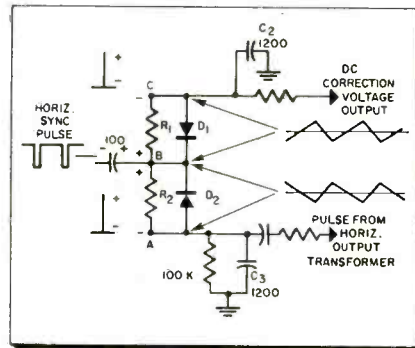 C2
1200
+
-
C
-
DC
CORRECTION
VOLTAGE
OUTPUT
HORIZ.
SYNC
PULSE
R1
D1
-
100
+
B
+
+
R2
D2
+
-
-
A
PULSE FROM
HORIZ.
OUTPUT
TRANSFORMER
100 K
C3
1200